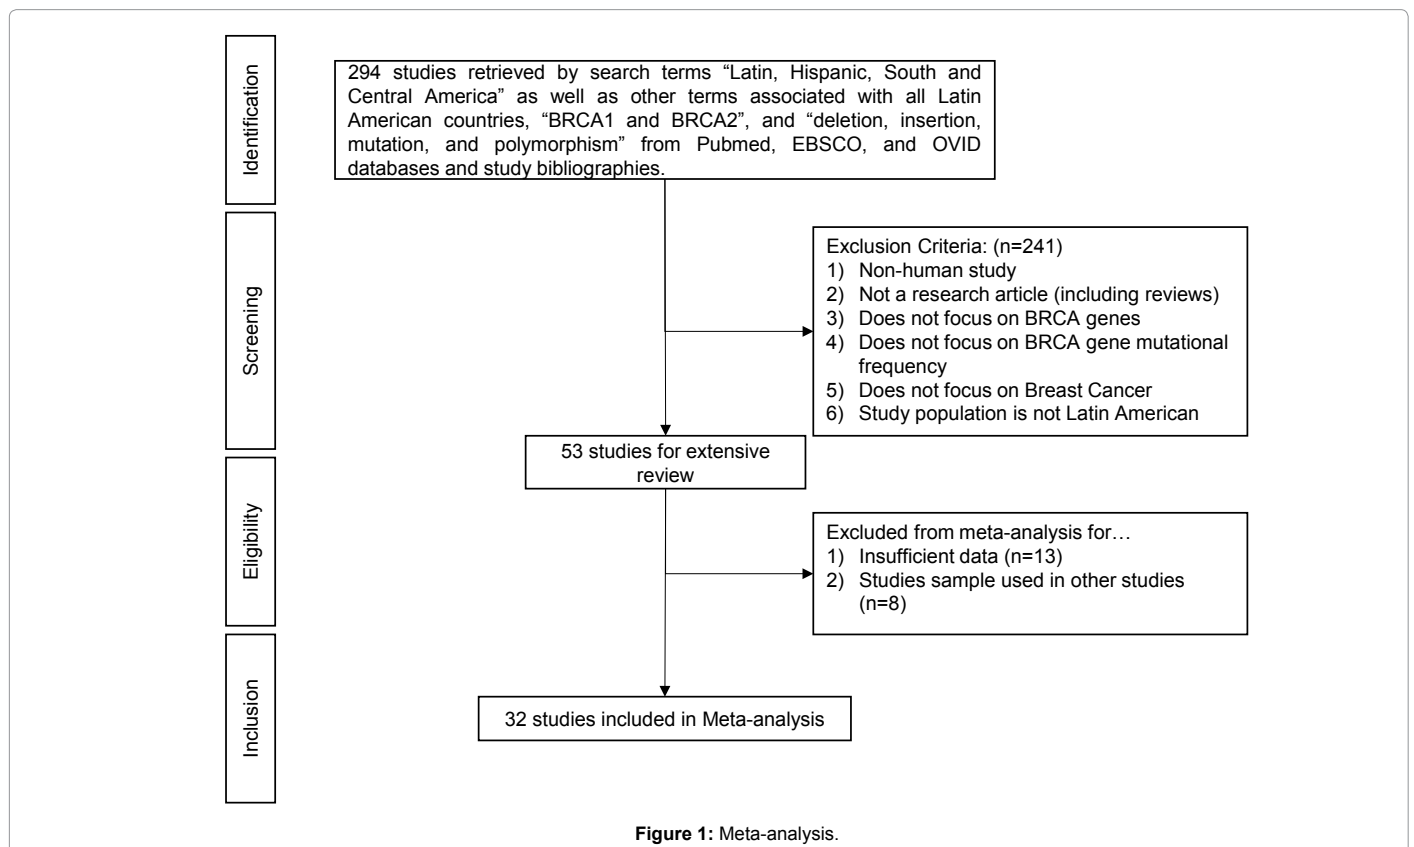 Identification
294 studies retrieved by search terms “Latin, Hispanic, South and
Central America” as well as other terms associated with all Latin
American countries, “BRCA1 and BRCA2”, and “deletion, insertion,
mutation, and polymorphism” from Pubmed, EBSCO, and OVID
databases and study bibliographies.
Screening
Exclusion Criteria: (n=241)
1) Non-human study
2) Not a research article (including reviews)
3) Does not focus on BRCA genes
4) Does not focus on BRCA gene mutational
frequency
5) Does not focus on Breast Cancer
6) Study population is not Latin American
53 studies for extensive
review
Eligibility
Excluded from meta-analysis for…
1) Insufficient data (n=13)
2) Studies sample used in other studies
(n=8)
Inclusion
32 studies included in Meta-analysis
Figure 1: Meta-analysis.